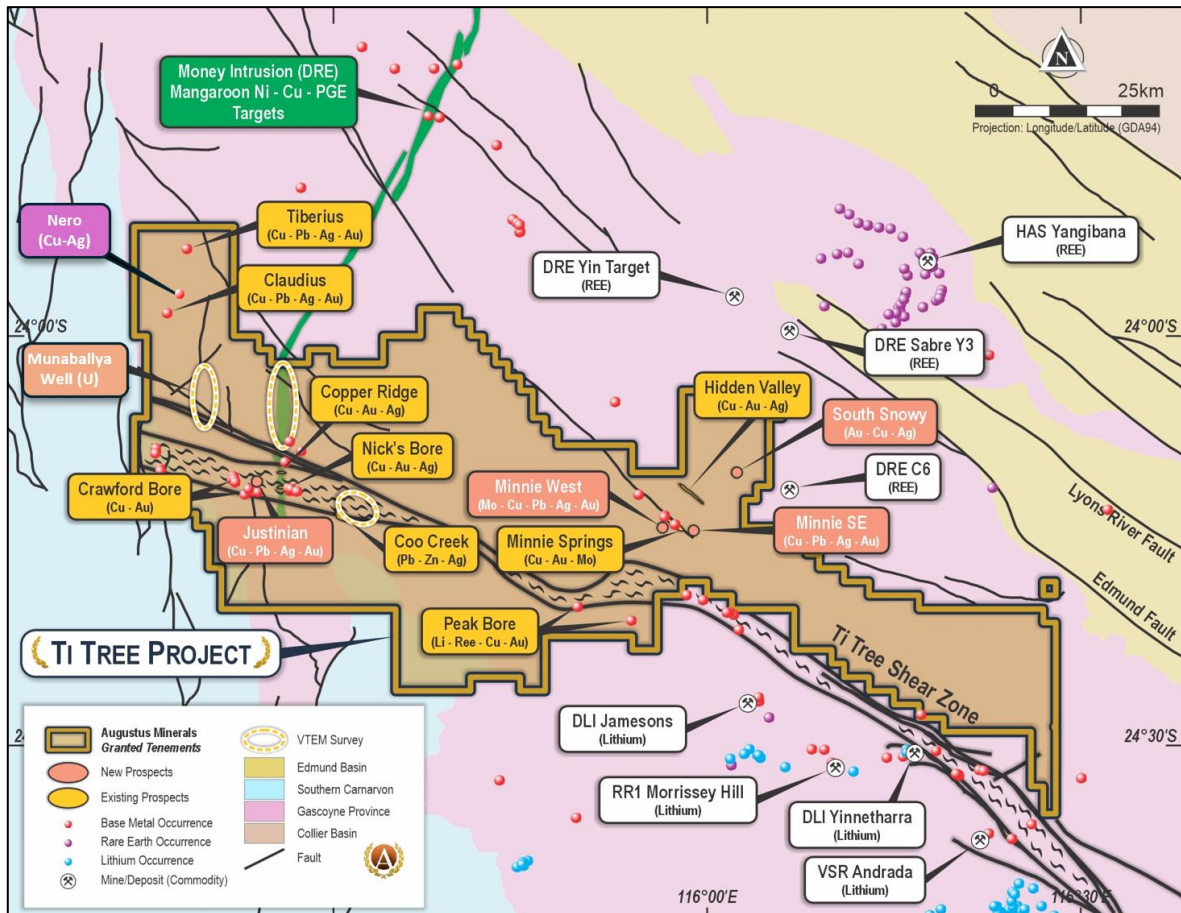 Money Intrusion (DRE)
Mangaroon Ni - Cu - PGE
Targets
N
0 25km
Projection: Longitude/Latitude (GDA94)
Nero
(Cu-Ag)
Tiberius
(Cu - Pb - Ag - Au)
Claudius
(Cu - Pb - Ag - Au)
DRE Yin Target
(REE)
HAS Yangibana
(REE)
24°00'S
24°00'S
DRE Sabre Y3
(REE)
Munaballya
Well (U)
Copper Ridge
(Cu - Au - Ag)
Hidden Valley
(Cu - Au - Ag)
South Snowy
(Au - Cu - Ag)
Nick's Bore
(Cu - Au - Ag)
Crawford Bore
(Cu - Au)
Minnie West
(Mo - Cu - Pb - Ag - Au)
DRE C6
(REE)
Lyons River Fault
Justinian
(Cu - Pb - Ag - Au)
Coo Creek
(Pb - Zn - Ag)
Minnie Springs
(Cu - Au - Mo)
Minnie SE
(Cu - Pb - Ag - Au)
Edmund Fault
Peak Bore
(Li - Ree - Cu - Au)
TI TREE PROJECT
Ti Tree Shear Zone
DLI Jamesons
(Lithium)
24°30'S
RR1 Morrissey Hill
(Lithium)
DLI Yinnetharra
(Lithium)
VSR Andrada
(Lithium)
116°00'E
116°30'E
Augustus Minerals
Granted Tenements
New Prospects
Existing Prospects
Base Metal Occurrence
Rare Earth Occurrence
Lithium Occurrence
Mine/Deposit (Commodity)
VTEM Survey
Edmund Basin
Southern Carnarvon
Gascoyne Province
Collier Basin
Fault
A